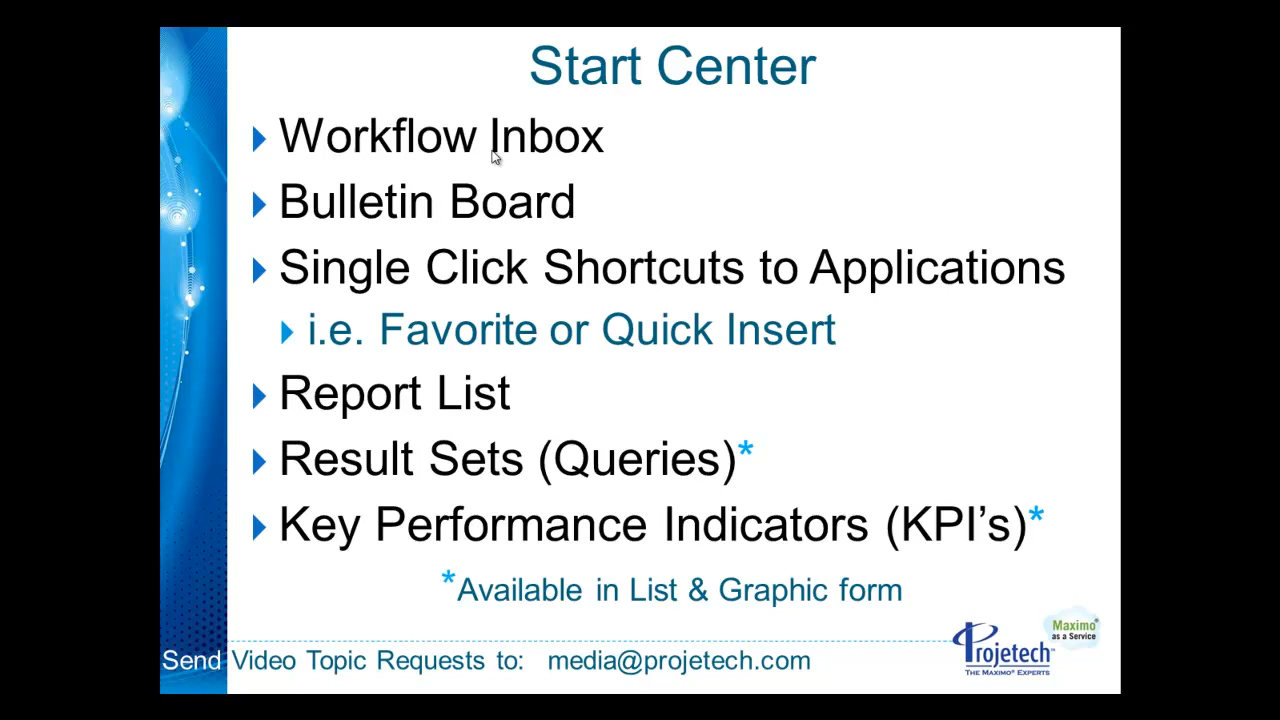 Start Center
Workflow Inbox
Bulletin Board
Single Click Shortcuts to Applications
i.e. Favorite or Quick Insert
Report List
Result Sets (Queries)*
Key Performance Indicators (KPI's)*
*Available in List & Graphic form
Maximo®
as a Service
Projetech™
THE MAXIMO® EXPERTS
Send Video Topic Requests to: media@projetech.com